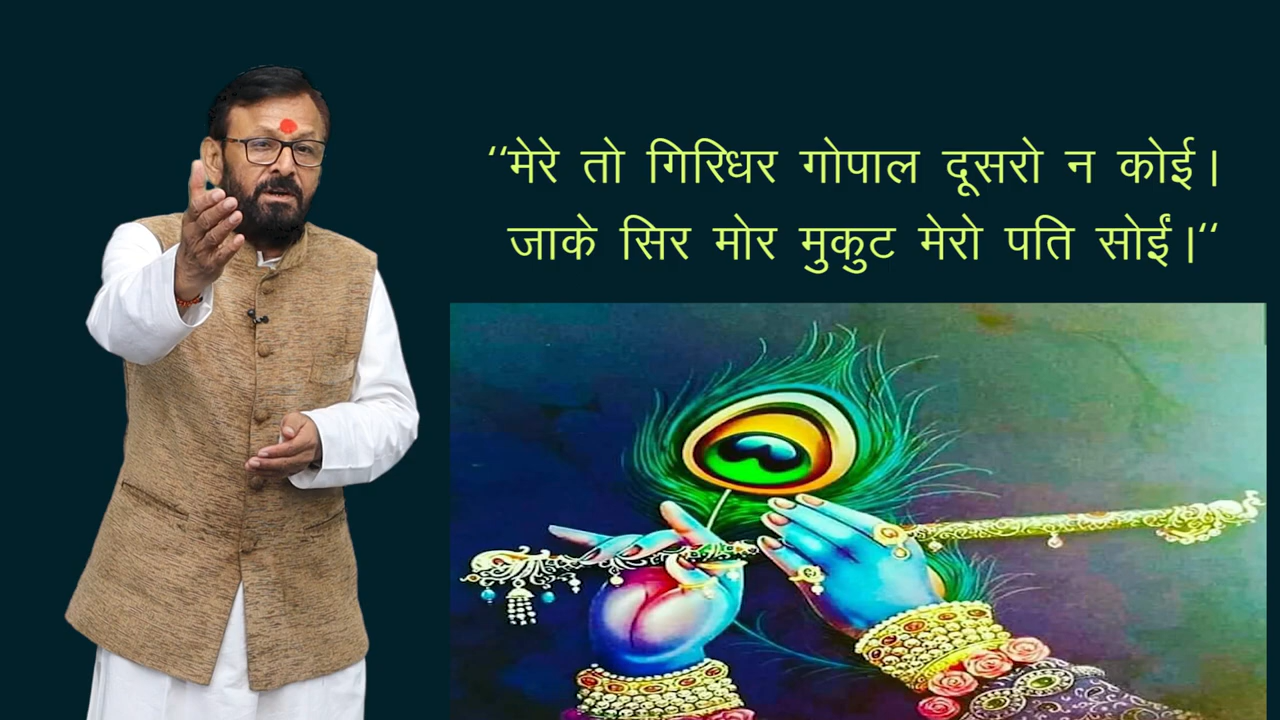 ‘‘मेरे तो गिरिधर गोपाल दूसरो न कोई।
जाके सिर मोर मुकुट मेरो पति सोईं।‘‘